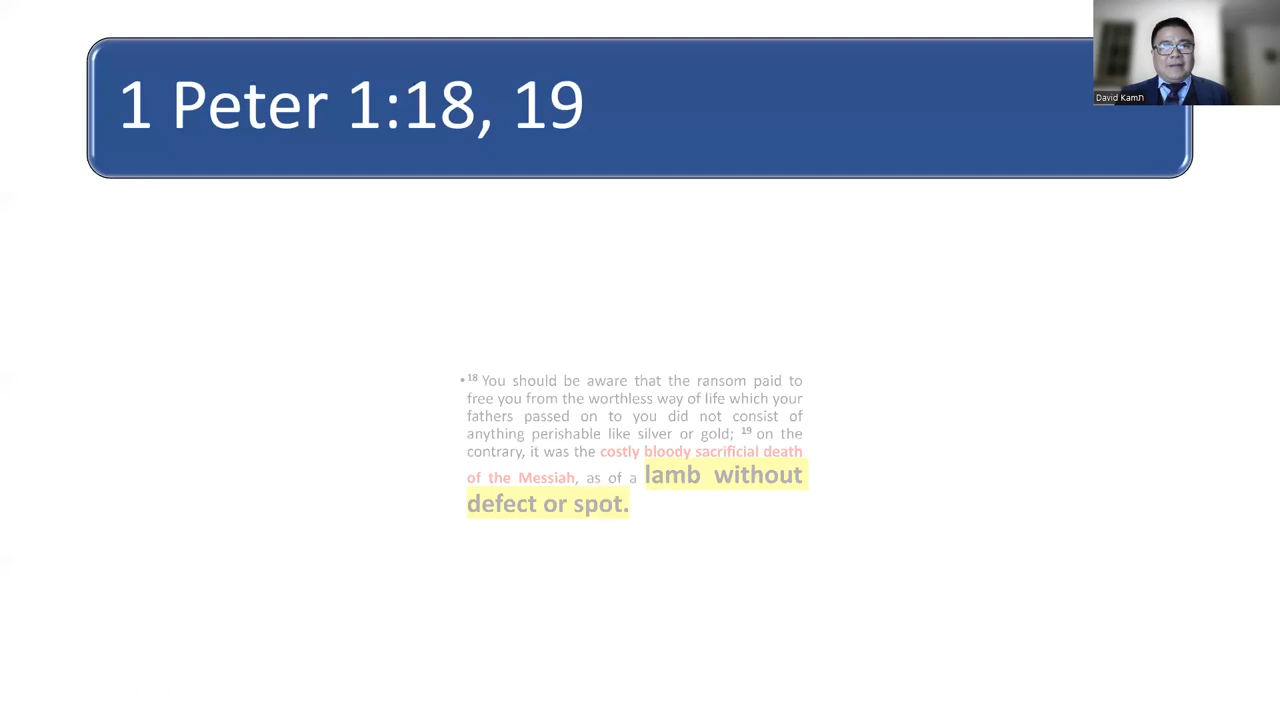 1 Peter 1:18, 19
David Kam
• 18 You should be aware that the ransom paid to
free you from the worthless way of life which your
fathers passed on to you did not consist of
anything perishable like silver or gold; 19 on the
contrary, it was the costly bloody sacrificial death
of the Messiah, as of a lamb without
defect or spot.